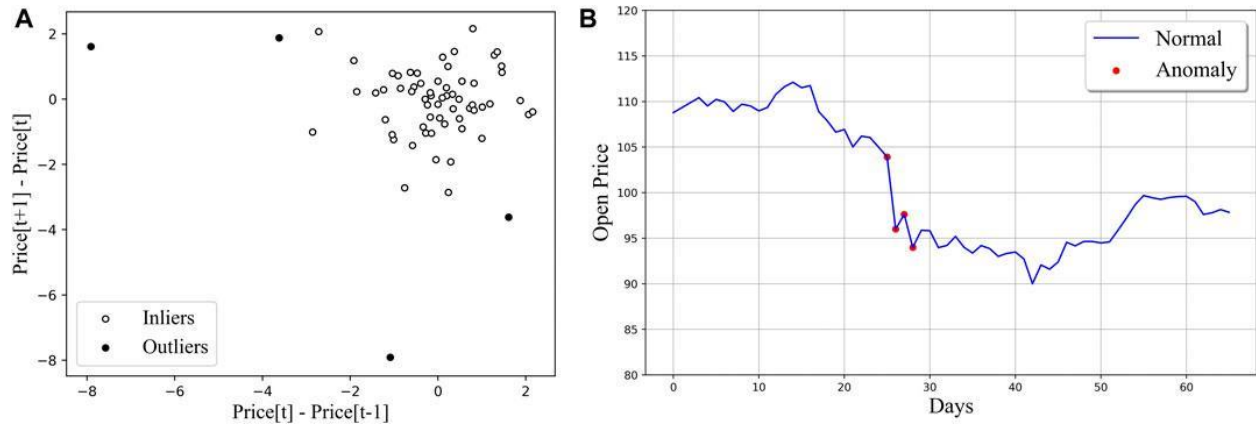 A
2
0
−2
−4
−6
−8
Price[t+1] - Price[t]
Inliers
Outliers
−8
−6
−4
−2
0
2
Price[t] - Price[t-1]
B
120
115
110
105
100
95
90
85
80
Open Price
Normal
Anomaly
0
10
20
30
40
50
60
Days